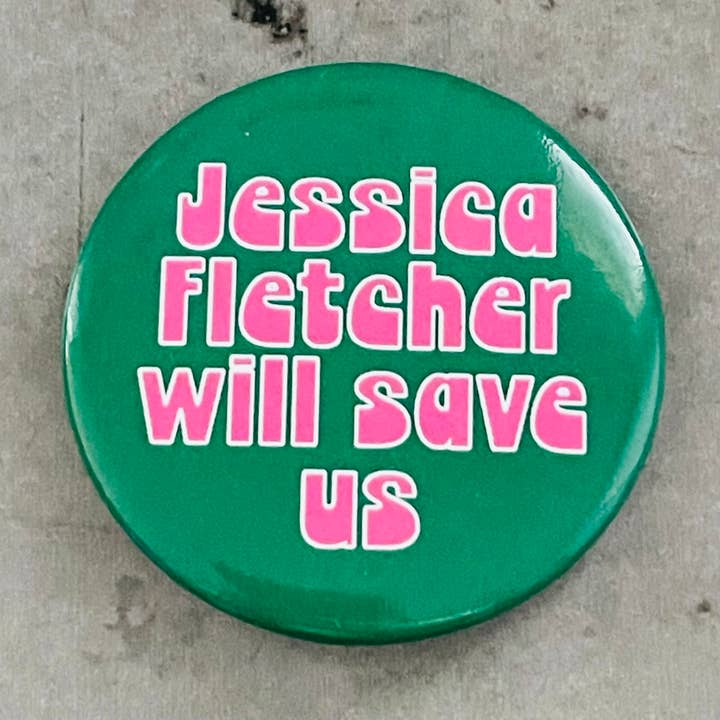 Jessica
Fletcher
will save
us